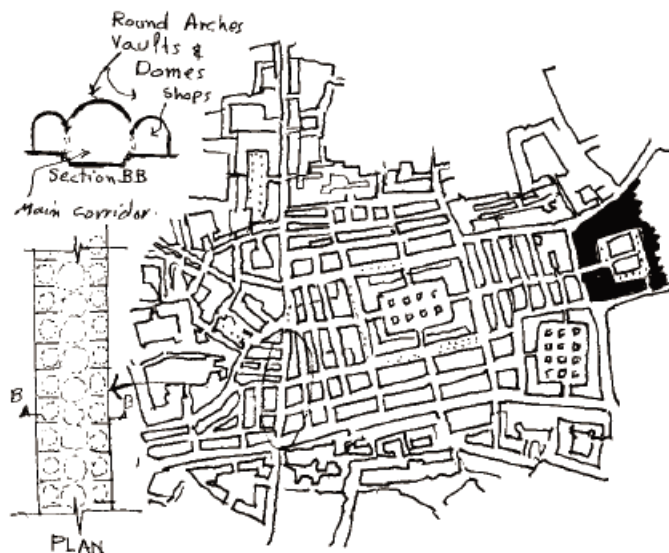 Round Arches
Vaults &
Domes
Shops
Section BB
Main corridor.
B
B
PLAN